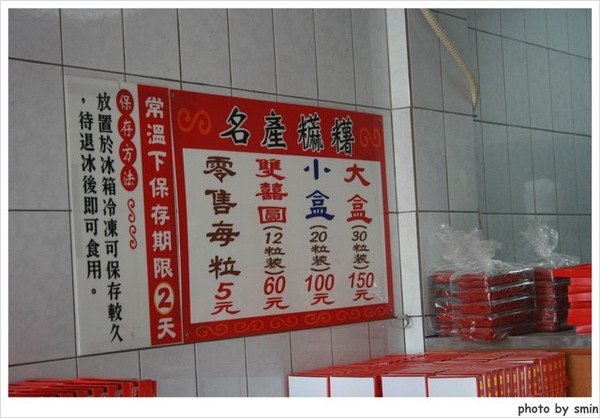 名產糍糟
大盒(30粒裝)150元
小盒(20粒裝)100元
雙囍圓(12粒裝)60元
零售每粒5元
常溫下保存期限2天
保存方法
放置於冰箱冷凍可保存較久
，待退冰後即可食用。
photo by smin